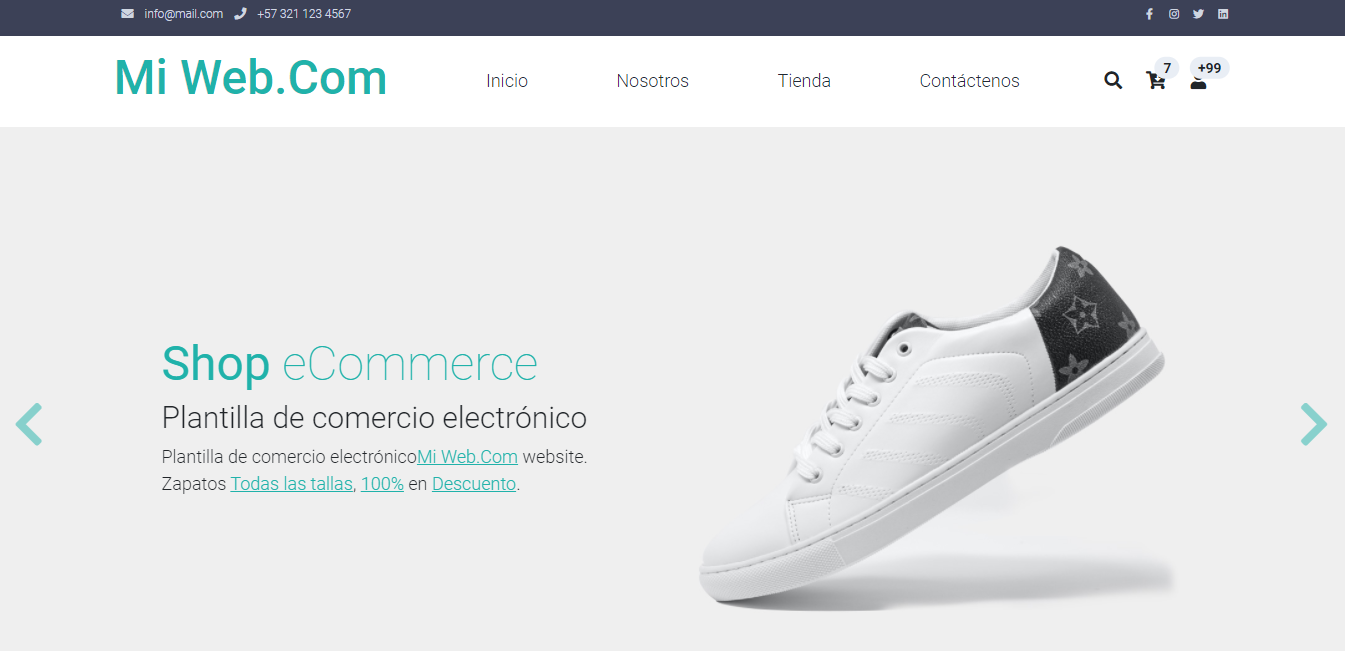 info@mail.com +57 321 123 4567
Mi Web.Com Inicio Nosotros Tienda Contáctenos 7 +99
Shop eCommerce
Plantilla de comercio electrónico
Plantilla de comercio electrónicoMi Web.Com website.
Zapatos Todas las tallas, 100% en Descuento.